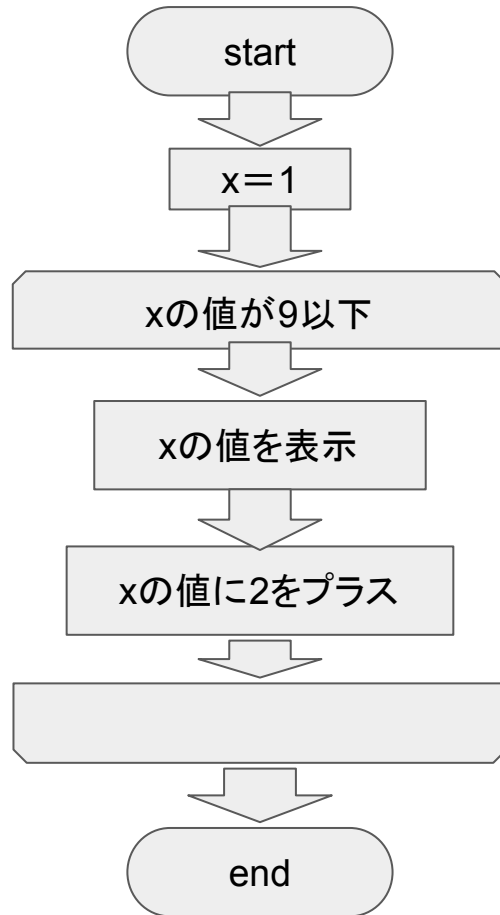 start
x＝1
xの値が9以下
xの値を表示
xの値に2をプラス
end